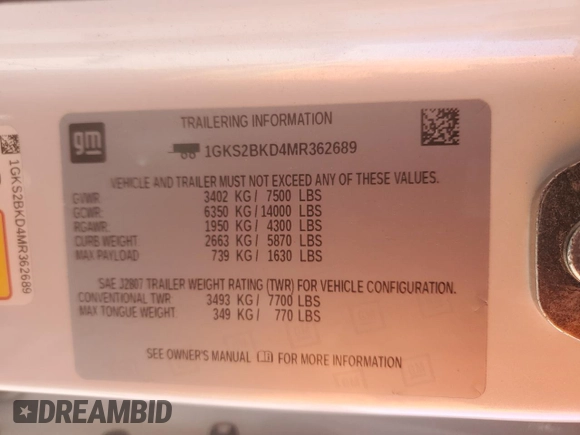 gm
TRAILERING INFORMATION
1GKS2BKD4MR362689
VEHICLE AND TRAILER MUST NOT EXCEED ANY OF THESE VALUES.
GVWR: 3402 KG / 7500 LBS
GCWR: 6350 KG / 14000 LBS
RGAWR: 1950 KG / 4300 LBS
CURB WEIGHT 2663 KG / 5870 LBS
MAX PAYLOAD 739 KG / 1630 LBS
SAE J2807 TRAILER WEIGHT RATING (TWR) FOR VEHICLE CONFIGURATION.
CONVENTIONAL TWR: 3493 KG / 7700 LBS
MAX TONGUE WEIGHT: 349 KG / 770 LBS
SEE OWNER'S MANUAL FOR MORE INFORMATION
1GKS2BKD4MR362689
DREAMBID